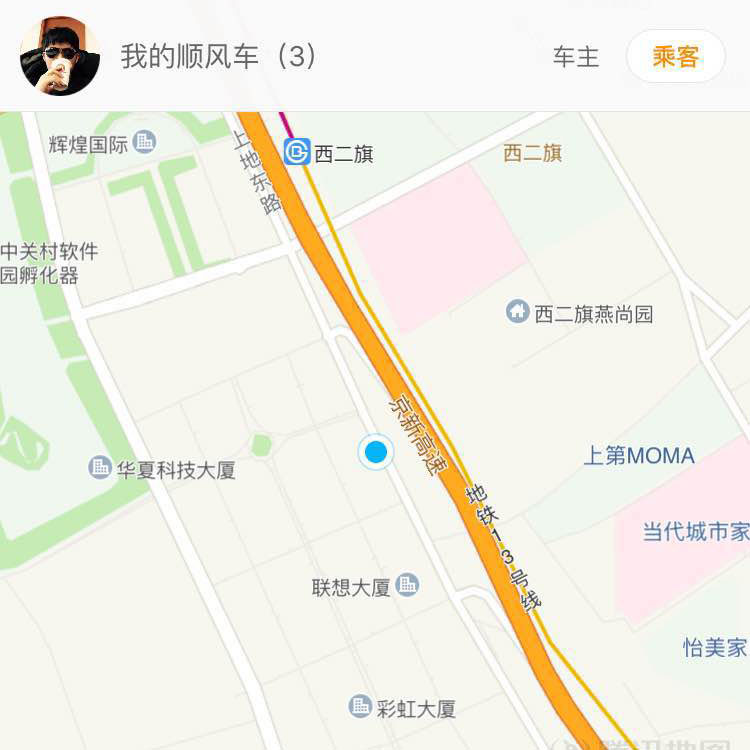 我的顺风车（3）
车主
乘客
辉煌国际
上地东路
西二旗
西二旗
中关村软件
园孵化器
西二旗燕尚园
京新高速
上第MOMA
华夏科技大厦
地铁13号线
当代城市家
联想大厦
怡美家
彩虹大厦